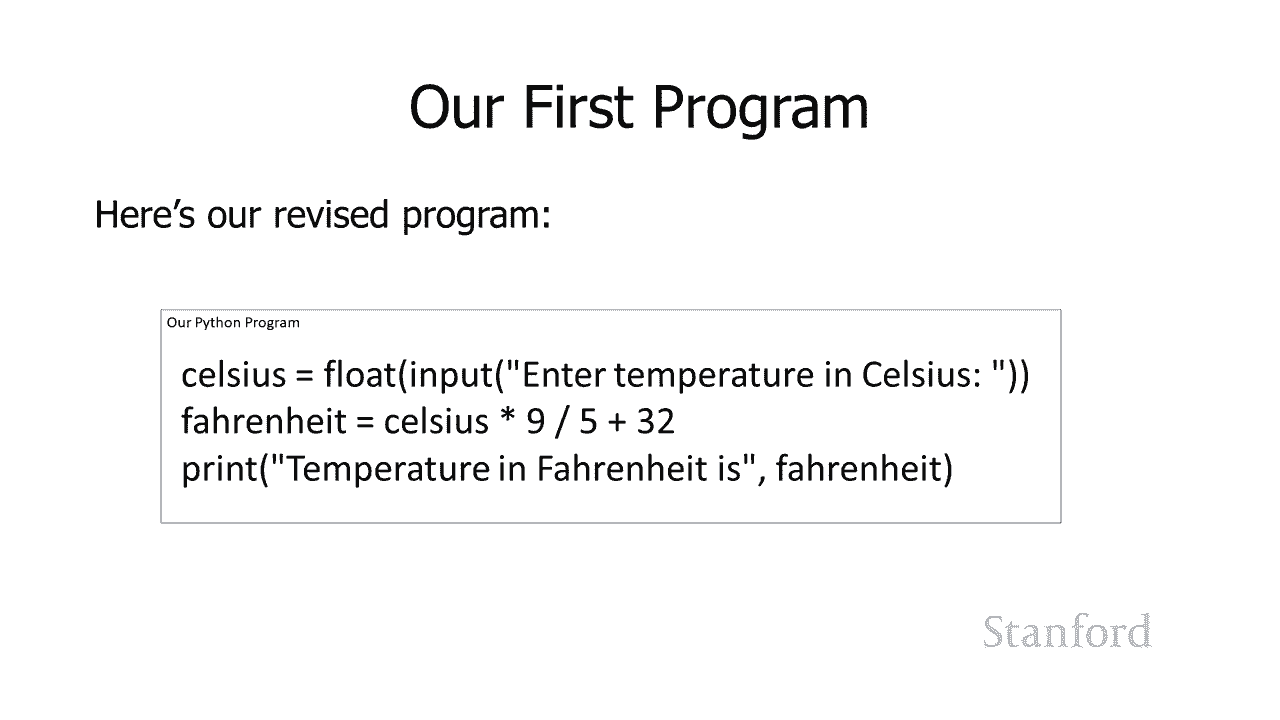 Our First Program
Here’s our revised program:
Our Python Program
celsius = float(input("Enter temperature in Celsius: "))
fahrenheit = celsius * 9 / 5 + 32
print("Temperature in Fahrenheit is", fahrenheit)
Stanford